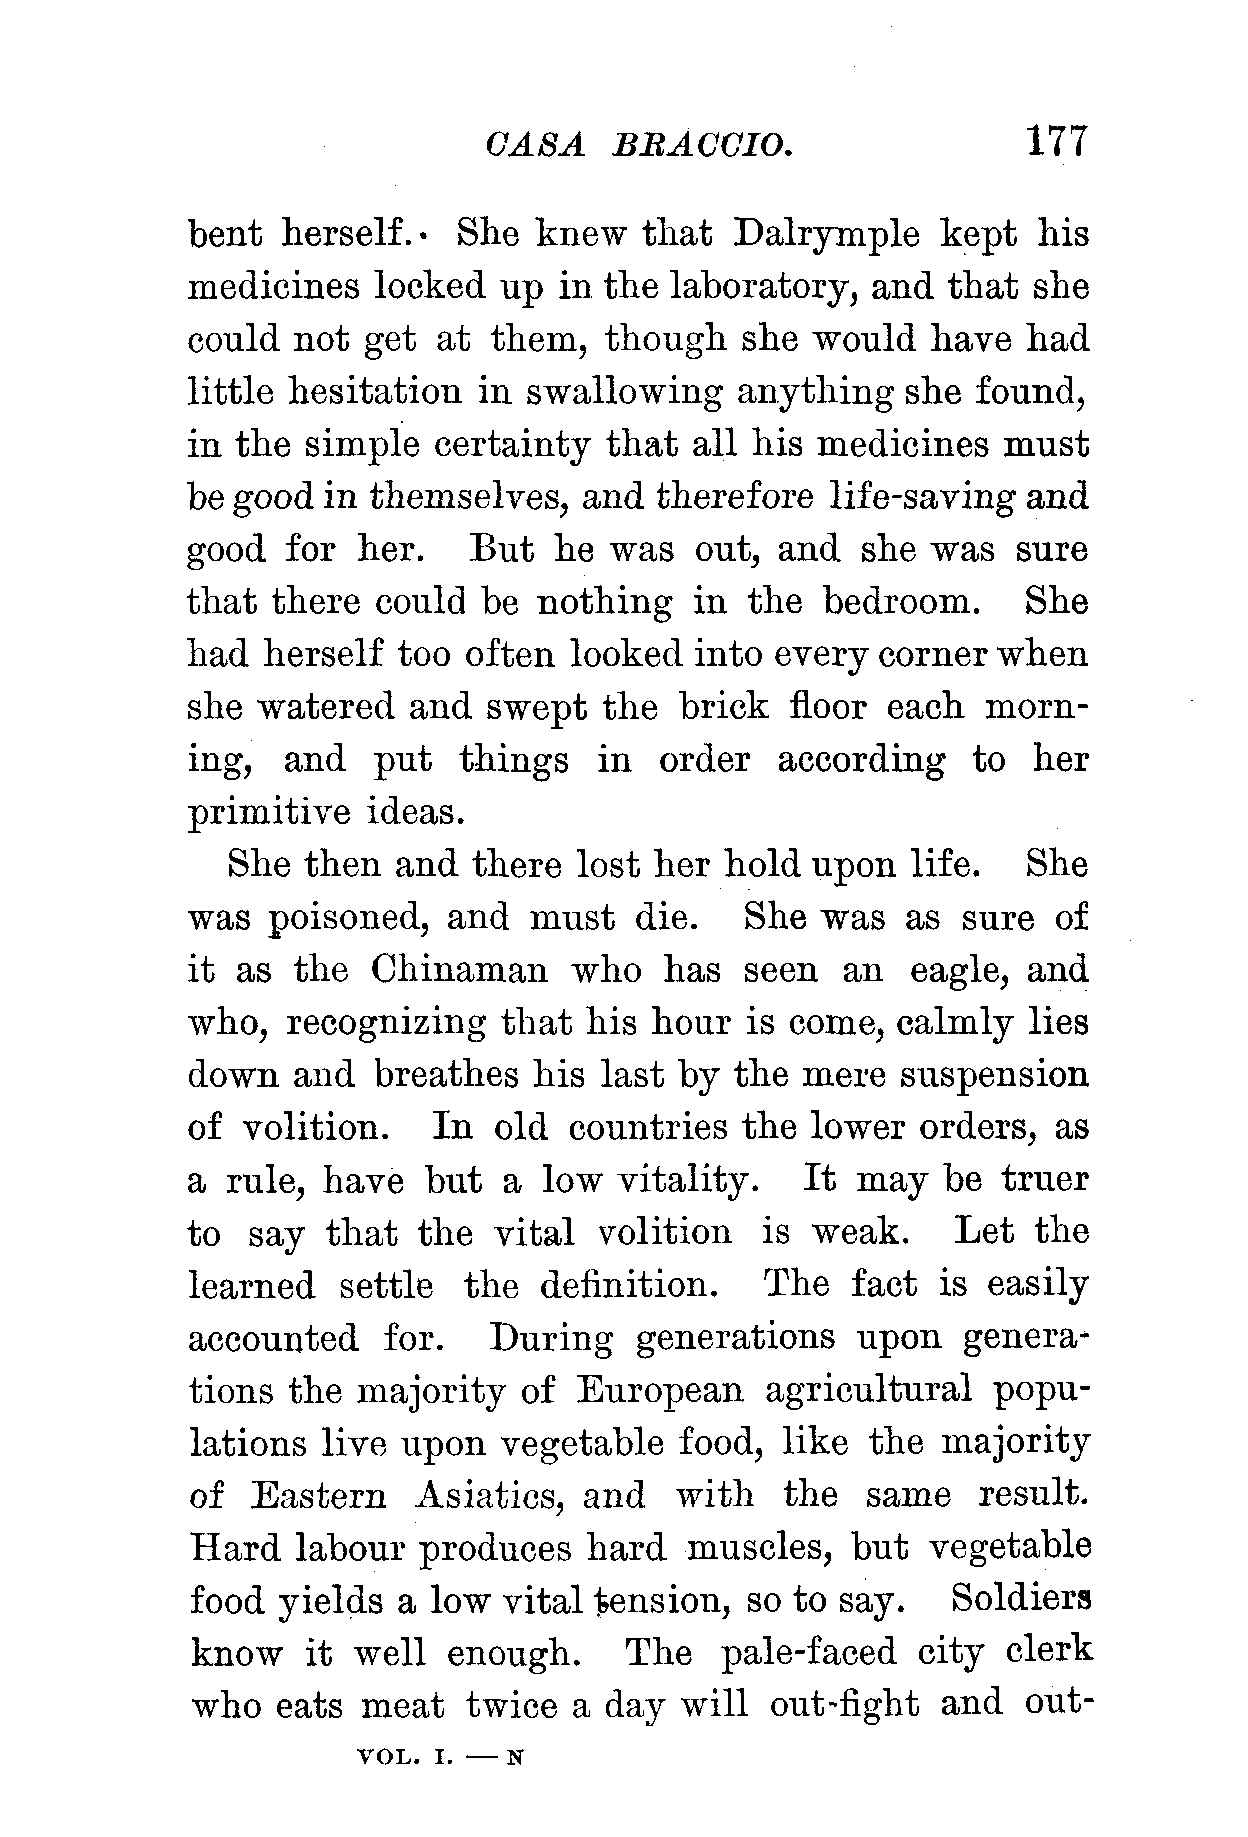 CASA BRACCIO. 177
bent herself. She knew that Dalrymple kept his
medicines locked up in the laboratory, and that she
could not get at them, though she would have had
little hesitation in swallowing anything she found,
in the simple certainty that all his medicines must
be good in themselves, and therefore life-saving and
good for her. But he was out, and she was sure
that there could be nothing in the bedroom. She
had herself too often looked into every corner when
she watered and swept the brick floor each morn-
ing, and put things in order according to her
primitive ideas.
She then and there lost her hold upon life. She
was poisoned, and must die. She was as sure of
it as the Chinaman who has seen an eagle, and
who, recognizing that his hour is come, calmly lies
down and breathes his last by the mere suspension
of volition. In old countries the lower orders, as
a rule, have but a low vitality. It may be truer
to say that the vital volition is weak. Let the
learned settle the definition. The fact is easily
accounted for. During generations upon genera-
tions the majority of European agricultural popu-
lations live upon vegetable food, like the majority
of Eastern Asiatics, and with the same result.
Hard labour produces hard muscles, but vegetable
food yields a low vital tension, so to say. Soldiers
know it well enough. The pale-faced city clerk
who eats meat twice a day will out-fight and out-
VOL. I. — N